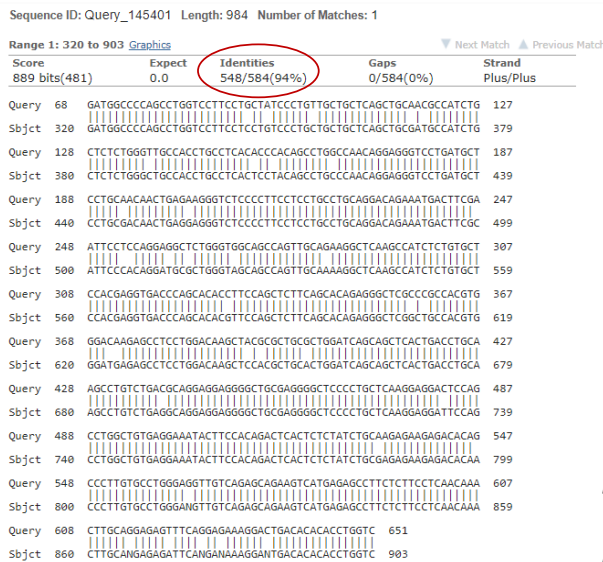 Sequence ID: Query_145401 Length: 984 Number of Matches: 1
Range 1: 320 to 903 Graphics Next Match Previous Match
Score Expect Identities Gaps Strand
889 bits(481) 0.0 548/584(94%) 0/584(0%) Plus/Plus
Query 68 GATGGCCCCAGCCTGGTCCTTCCTGCTATCCCTGTTGCTGCTCAGCTGCAACGCCATCTG 127
Sbjct 320 GATGGCCCCAGCCTGGTCCTTCCTCCTGTCCCTGCTGCTGCTCAGCTGCGATGCCATCTG 379
Query 128 CTCTCTGGGTTGCCACCTGCCTCACACCCACAGCCTGGCCAACAGGAGGGTCCTGATGCT 187
Sbjct 380 CTCTCTGGGCTGCCACCTGCCTCACTCCTACAGCCTGCCCAACAGGAGGGTCCTGATGCT 439
Query 188 CCTGCAACAACTGAGAAGGGTCTCCCCTTCCTCCTGCCTGCAGGACAGAAATGACTTCGA 247
Sbjct 440 CCTGCGACAACTGAGGAGGGTCTCCCCTTCCTCCTGCCTGCAGGACAGAAATGACTTCGC 499
Query 248 ATTCCTCCAGGAGGCTCTGGGTGGCAGCCAGTTGCAGAAGGCTCAAGCCATCTCTGTGCT 307
Sbjct 500 ATTCCCACAGGATGCGCTGGGTAGCAGCCAGTTGCAAAAGGCTCAAGCCATCTCTGTGCT 559
Query 308 CCACGAGGTGACCCAGCACACCTTCCAGCTCTTCAGCACAGAGGGCTCGCCCGCCACGTG 367
Sbjct 560 CCACGAGGTGACCCAGCACACGTTCCAGCTCTTCAGCACAGAGGGCTCGGCTGCCACGTG 619
Query 368 GGACAAGAGCCTCCTGGACAAGCTACGCGCTGCGCTGGATCAGCAGCTCACTGACCTGCA 427
Sbjct 620 GGATGAGAGCCTCCTGGACAAGCTCCACGCTGCACTGGATCAGCAGCTCACTGACCTGCA 679
Query 428 AGCCTGTCTGACGCAGGAGGAGGGGCTGCGAGGGGCTCCCCTGCTCAAGGAGGACTCCAG 487
Sbjct 680 AGCCTGTCTGAGGCAGGAGGAGGGGCTGCGAGGGGCTCCCCTGCTCAAGGAGGATTCCAG 739
Query 488 CCTGGCTGTGAGGAAATACTTCCACAGACTCACTCTCTATCTGCAAGAGAAGAGACACAG 547
Sbjct 740 CCTGGCTGTGAGGAAATACTTCCACAGACTCACTCTCTATCTGCGAGAGAAGAGACACAA 799
Query 548 CCCTTGTGCCTGGGAGGTTGTCAGAGCAGAAGTCATGAGAGCCTTCTCTTCCTCAACAAA 607
Sbjct 800 CCCTTGTGCCTGGGANGTTGTCAGAGCAGAAGTCATGAGAGCCTTCTCTTCCTCAACAAA 859
Query 608 CTTGCAGGAGAGTTTCAGGAGAAAGGACTGACACACACCTGGTC 651
Sbjct 860 CTTGCANGAGAGATTCANGANAAAGGANTGACACACACCTGGTC 903